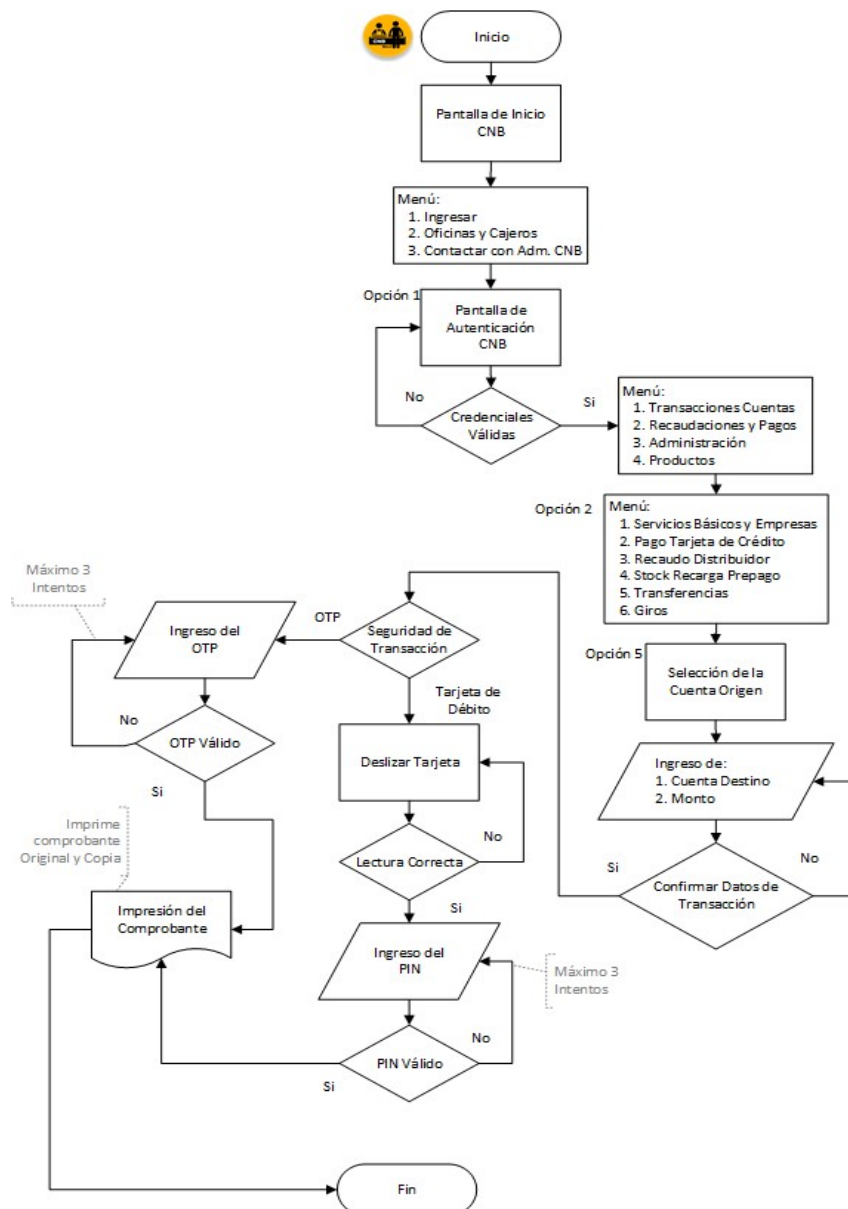 CNB
Inicio
Pantalla de Inicio
CNB
Menú:
1. Ingresar
2. Oficinas y Cajeros
3. Contactar con Adm. CNB
Opción 1
Pantalla de
Autenticación
CNB
No
Credenciales
Válidas
Si
Menú:
1. Transacciones Cuentas
2. Recaudaciones y Pagos
3. Administración
4. Productos
Opción 2
Menú:
1. Servicios Básicos y Empresas
2. Pago Tarjeta de Crédito
3. Recaudo Distribuidor
4. Stock Recarga Prepago
5. Transferencias
6. Giros
Opción 5
Selección de la
Cuenta Origen
Ingreso de:
1. Cuenta Destino
2. Monto
Si
No
Confirmar Datos de
Transacción
Seguridad de
Transacción
OTP
Máximo 3
Intentos
Ingreso del
OTP
No
OTP Válido
Si
Tarjeta de
Débito
Deslizar Tarjeta
No
Lectura Correcta
Si
Ingreso del
PIN
Máximo 3
Intentos
No
PIN Válido
Si
Imprime
comprobante
Original y Copia
Impresión del
Comprobante
Fin